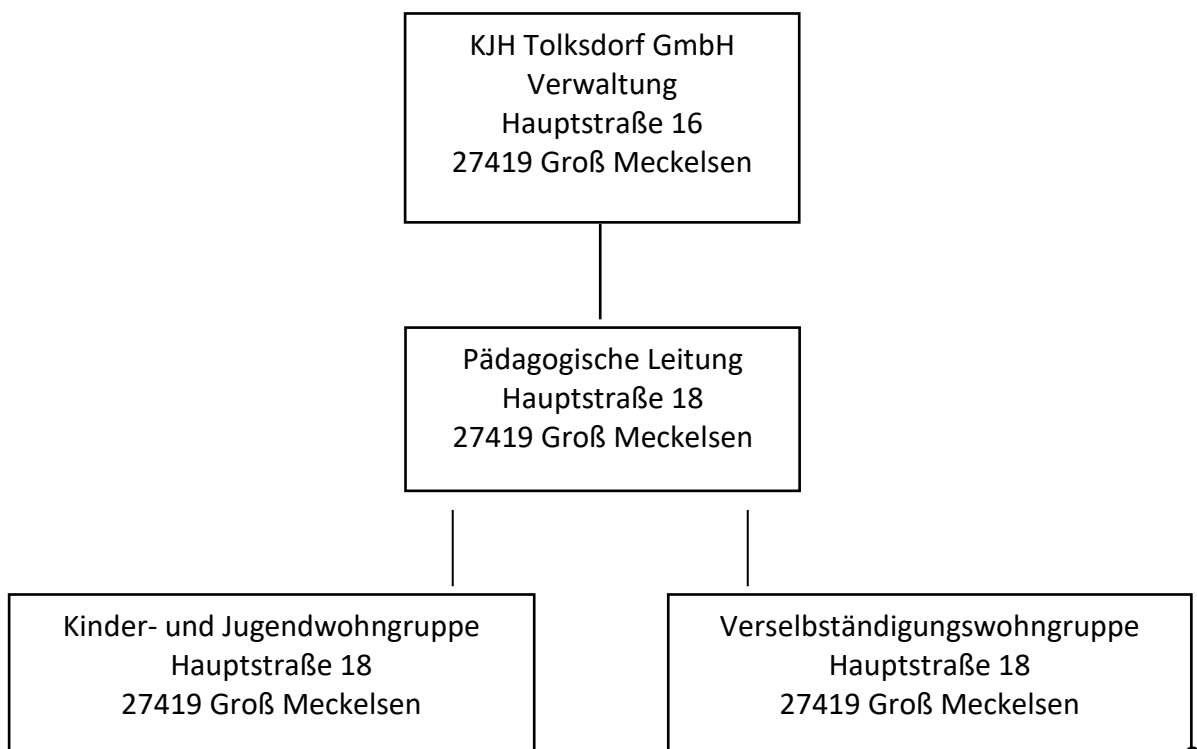 KJH Tolksdorf GmbH
Verwaltung
Hauptstraße 16
27419 Groß Meckelsen
Pädagogische Leitung
Hauptstraße 18
27419 Groß Meckelsen
Kinder- und Jugendwohngruppe
Hauptstraße 18
27419 Groß Meckelsen
Verselbständigungswohngruppe
Hauptstraße 18
27419 Groß Meckelsen